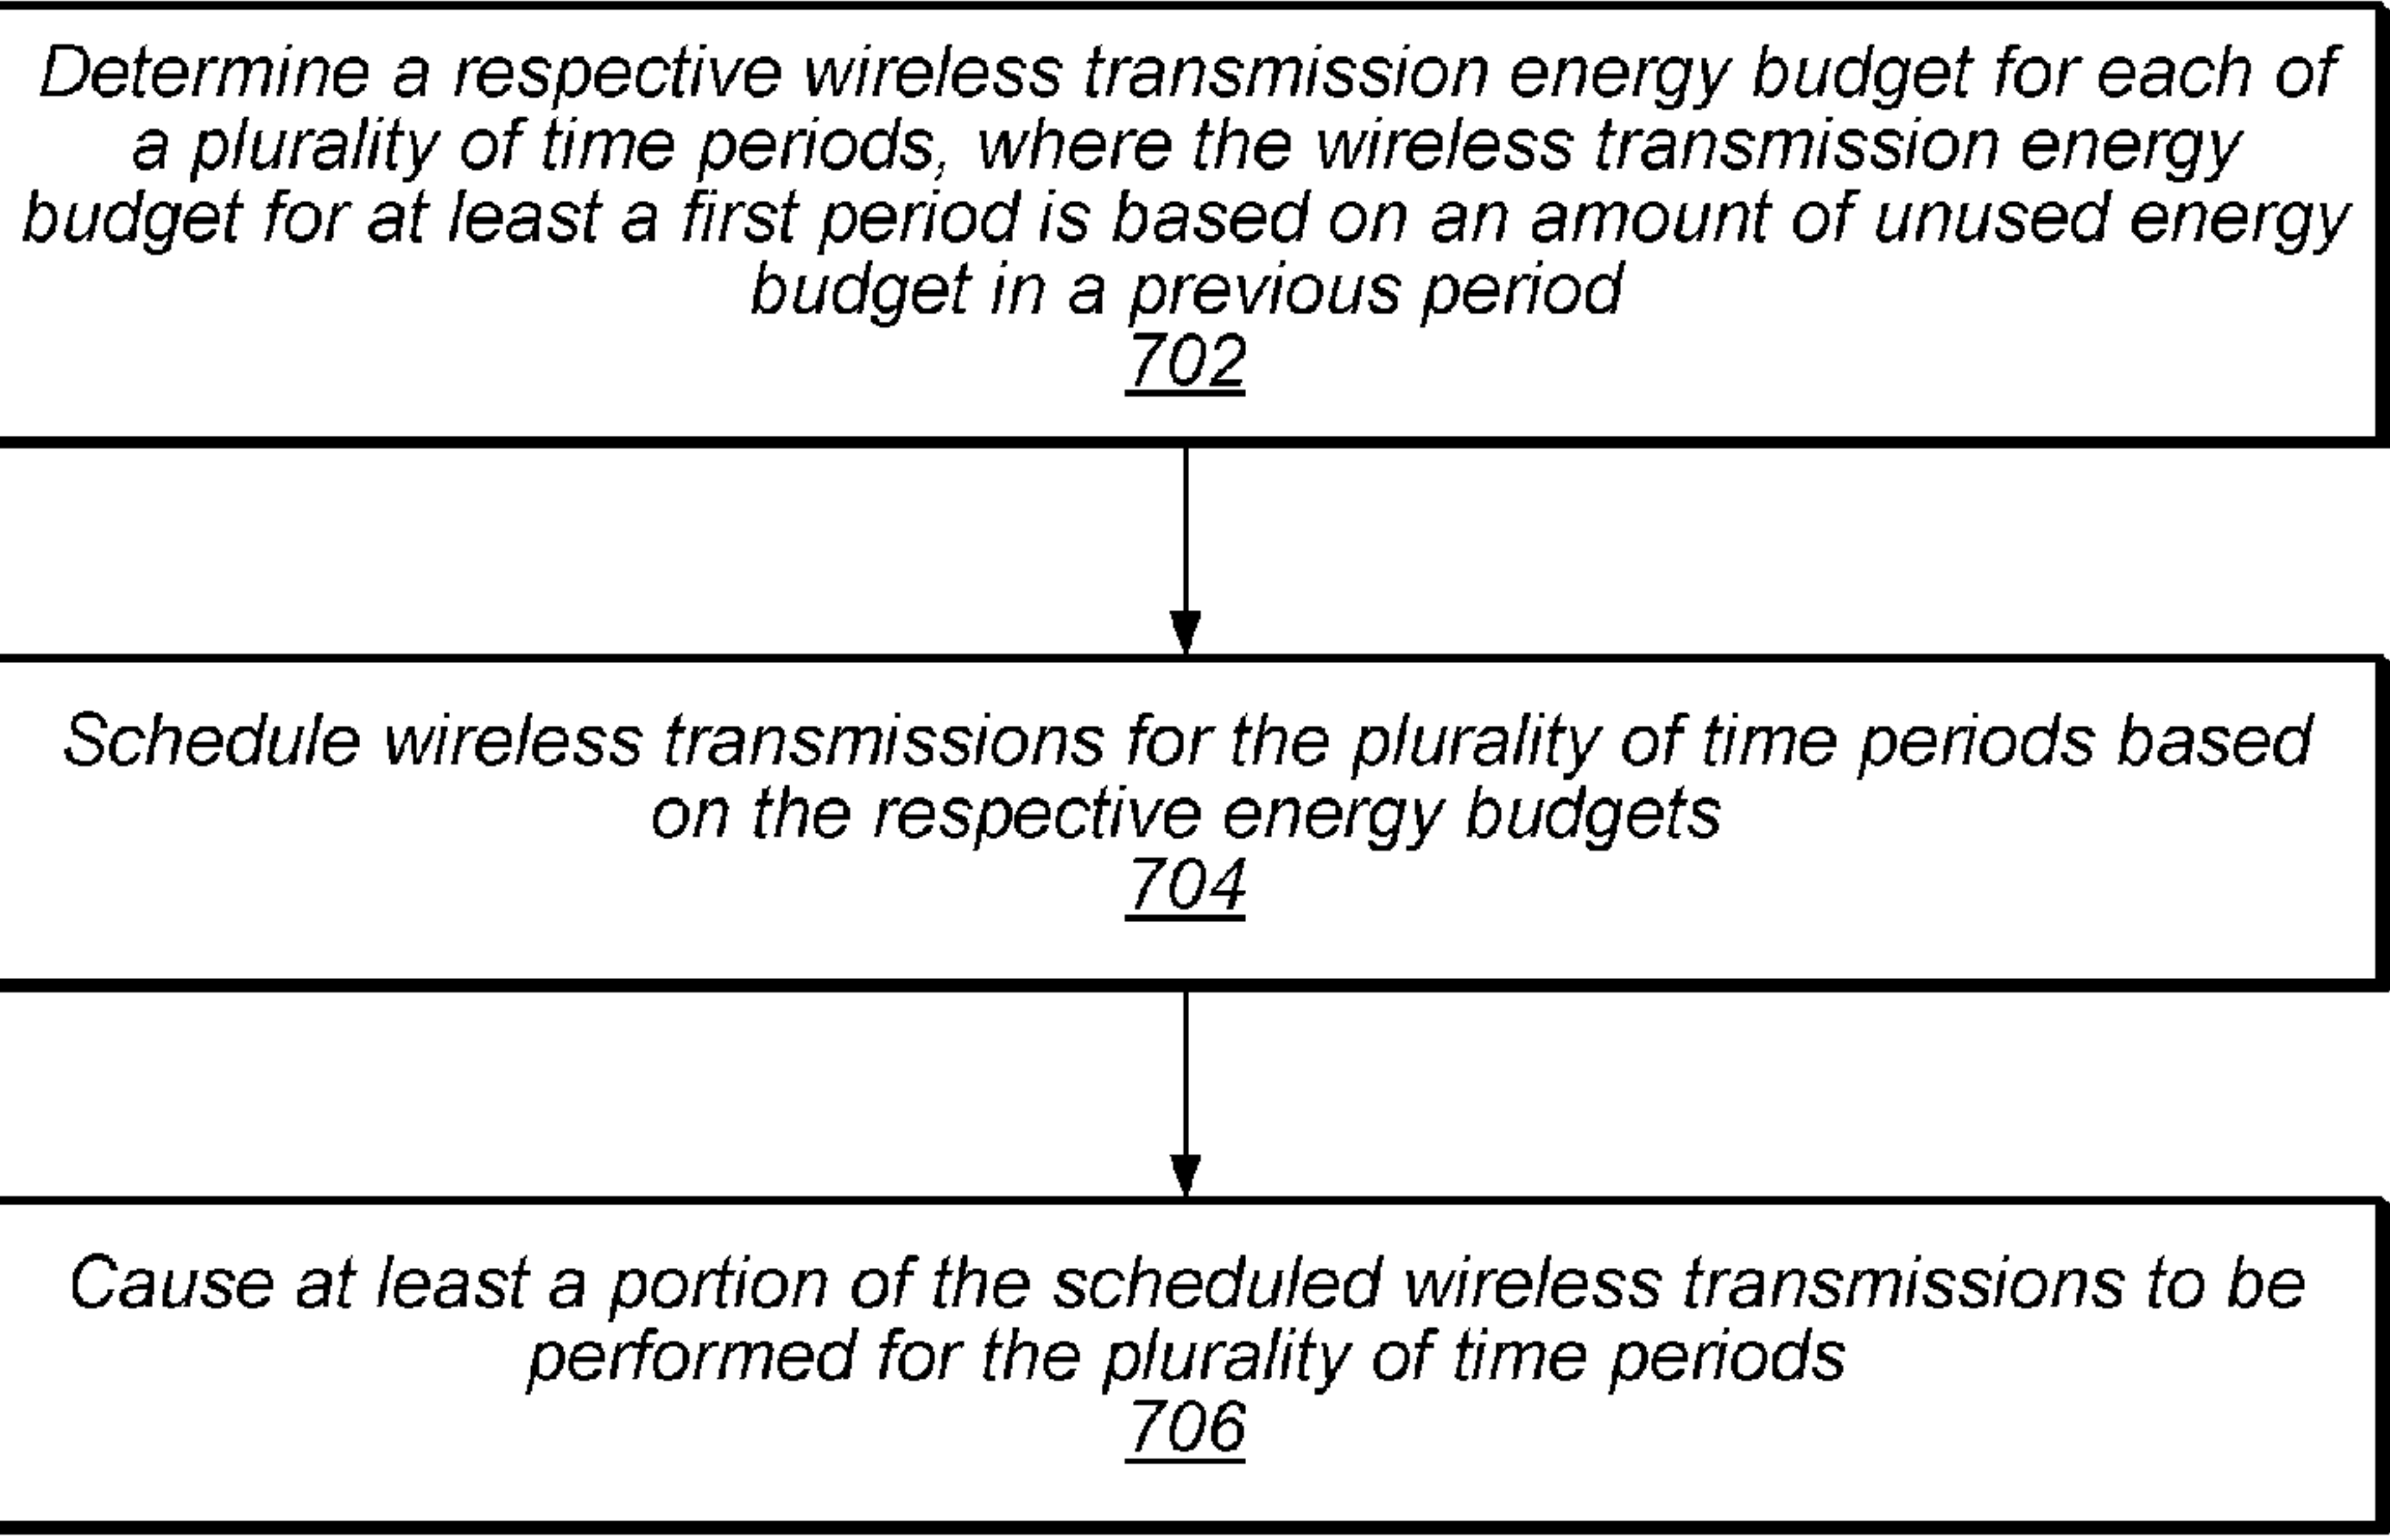 Determine a respective wireless transmission energy budget for each of
a plurality of time periods, where the wireless transmission energy
budget for at least a first period is based on an amount of unused energy
budget in a previous period
702
Schedule wireless transmissions for the plurality of time periods based
on the respective energy budgets
704
Cause at least a portion of the scheduled wireless transmissions to be
performed for the plurality of time periods
706